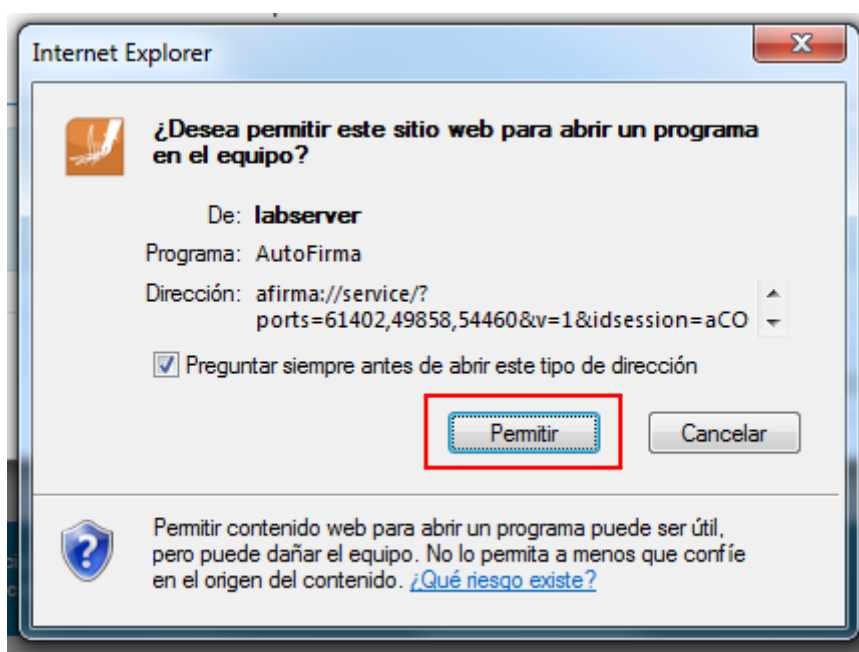 Internet Explorer
¿Desea permitir este sitio web para abrir un programa
en el equipo?
De: labserver
Programa: AutoFirma
Dirección: afirma://service/?
ports=61402,49858,54460&v=1&idsession=aCO
Preguntar siempre antes de abrir este tipo de dirección
Permitir Cancelar
Permitir contenido web para abrir un programa puede ser útil,
pero puede dañar el equipo. No lo permita a menos que confíe
en el origen del contenido. ¿Qué riesgo existe?